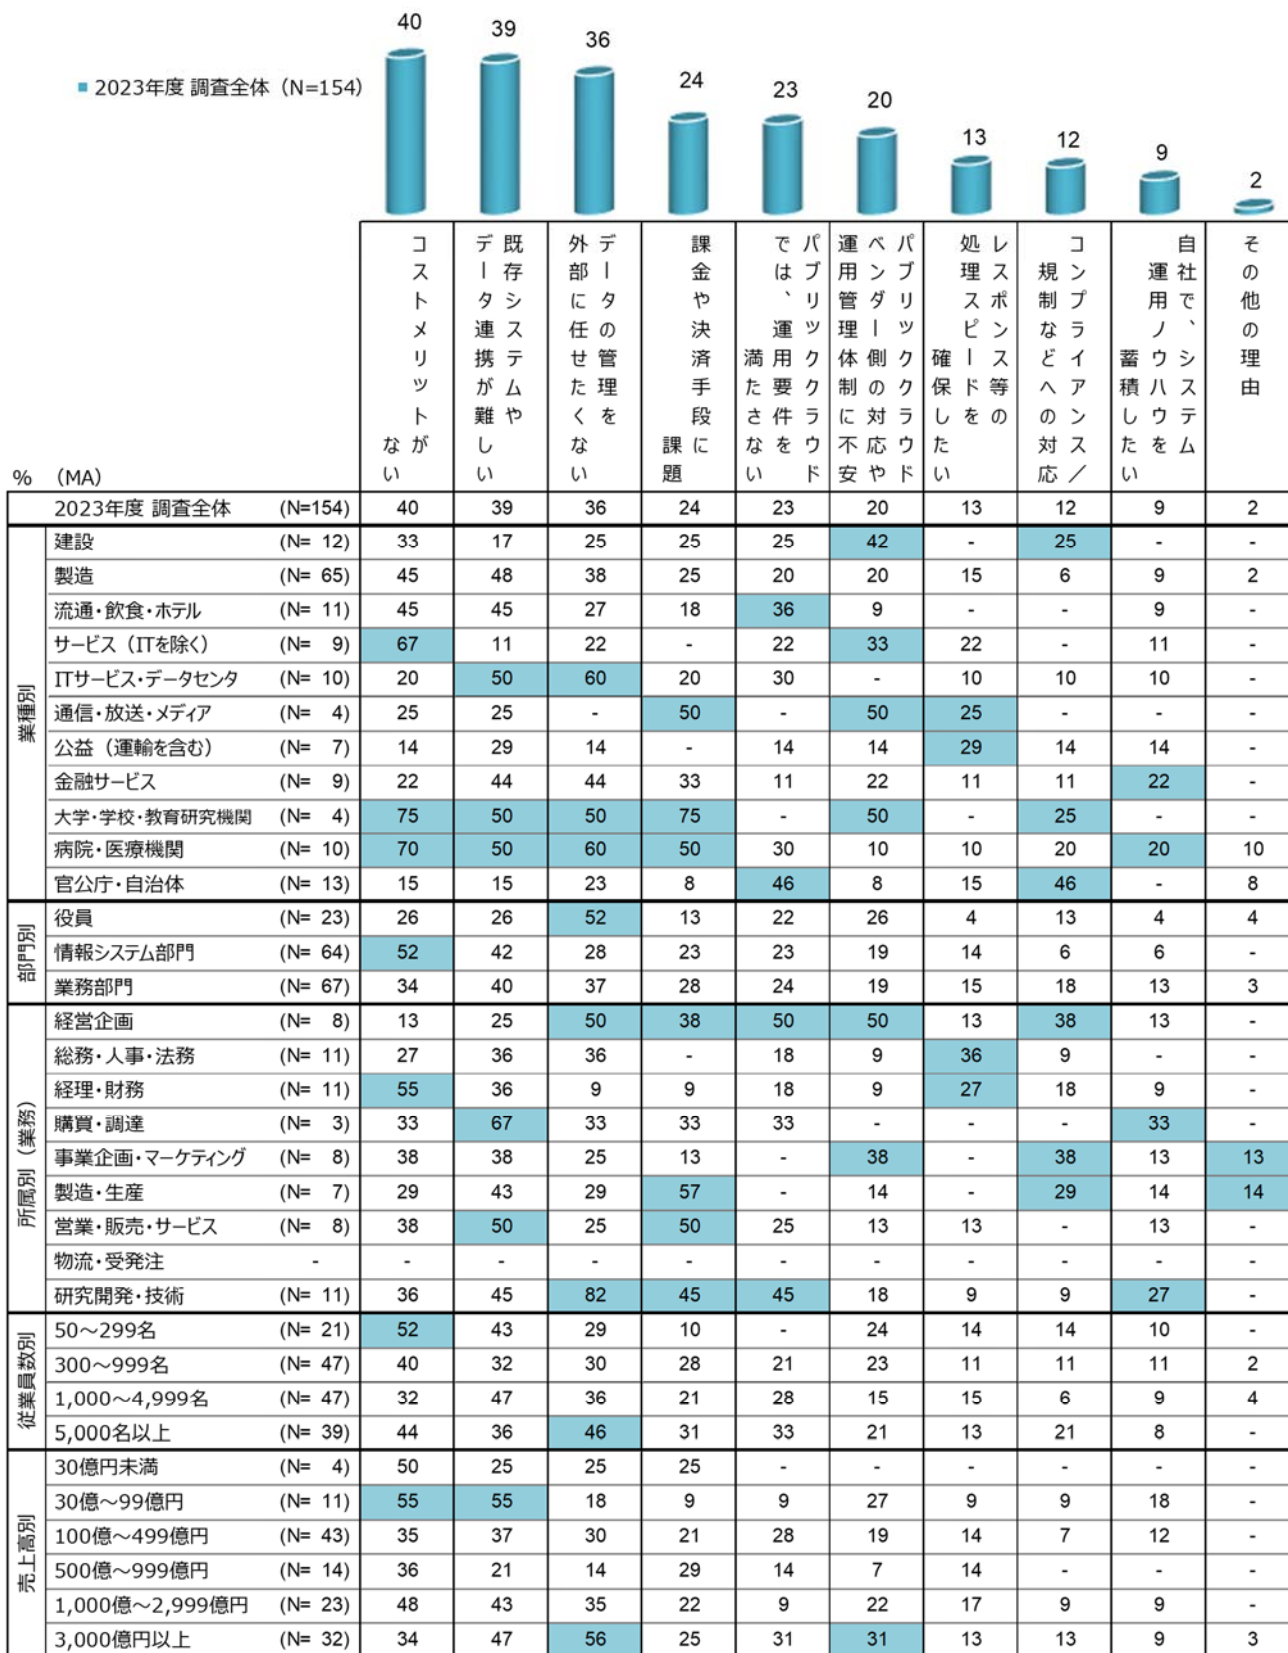 40
39
36
24
23
20
13
12
9
2
■ 2023年度 調査全体(N=154)
コストメリットがない
既存システムやデータ連携が難しい
データの管理を外部に任せたくない
課金や決済手段に課題
パブリッククラウドでは、運用要件を満たさない
パブリッククラウドベンダー側の対応や運用管理体制に不安
レスポンス等の処理スピードを確保したい
コンプライアンス/規制などへの対応
自社で、システム運用ノウハウを蓄積したい
その他の理由
% (MA)
2023年度 調査全体 (N=154) 40 39 36 24 23 20 13 12 9 2
業種別
建設 (N= 12) 33 17 25 25 25 42 - 25 - -
製造 (N= 65) 45 48 38 25 20 20 15 6 9 2
流通・飲食・ホテル (N= 11) 45 45 27 18 36 9 - - 9 -
サービス(ITを除く) (N= 9) 67 11 22 - 22 33 22 - 11 -
ITサービス・データセンタ (N= 10) 20 50 60 20 30 - 10 10 10 -
通信・放送・メディア (N= 4) 25 25 - 50 - 50 25 - - -
公益(運輸を含む) (N= 7) 14 29 14 - 14 14 29 14 14 -
金融サービス (N= 9) 22 44 44 33 11 22 11 11 22 -
大学・学校・教育研究機関 (N= 4) 75 50 50 75 - 50 - 25 - -
病院・医療機関 (N= 10) 70 50 60 50 30 10 10 20 20 10
官公庁・自治体 (N= 13) 15 15 23 8 46 8 15 46 - 8
部門別
役員 (N= 23) 26 26 52 13 22 26 4 13 4 4
情報システム部門 (N= 64) 52 42 28 23 23 19 14 6 6 -
業務部門 (N= 67) 34 40 37 28 24 19 15 18 13 3
所属別(業務)
経営企画 (N= 8) 13 25 50 38 50 50 13 38 13 -
総務・人事・法務 (N= 11) 27 36 36 - 18 9 36 9 - -
経理・財務 (N= 11) 55 36 9 9 18 9 27 18 9 -
購買・調達 (N= 3) 33 67 33 33 33 - - - 33 -
事業企画・マーケティング (N= 8) 38 38 25 13 - 38 - 38 13 13
製造・生産 (N= 7) 29 43 29 57 - 14 - 29 14 14
営業・販売・サービス (N= 8) 38 50 25 50 25 13 13 - 13 -
物流・受発注 - - - - - - - - - - -
研究開発・技術 (N= 11) 36 45 82 45 45 18 9 9 27 -
従業員数別
50～299名 (N= 21) 52 43 29 10 - 24 14 14 10 -
300～999名 (N= 47) 40 32 30 28 21 23 11 11 11 2
1,000～4,999名 (N= 47) 32 47 36 21 28 15 15 6 9 4
5,000名以上 (N= 39) 44 36 46 31 33 21 13 21 8 -
売上高別
30億円未満 (N= 4) 50 25 25 25 - - - - - -
30億～99億円 (N= 11) 55 55 18 9 9 27 9 9 18 -
100億～499億円 (N= 43) 35 37 30 21 28 19 14 7 12 -
500億～999億円 (N= 14) 36 21 14 29 14 7 14 - - -
1,000億～2,999億円 (N= 23) 48 43 35 22 9 22 17 9 9 -
3,000億円以上 (N= 32) 34 47 56 25 31 31 13 13 9 3